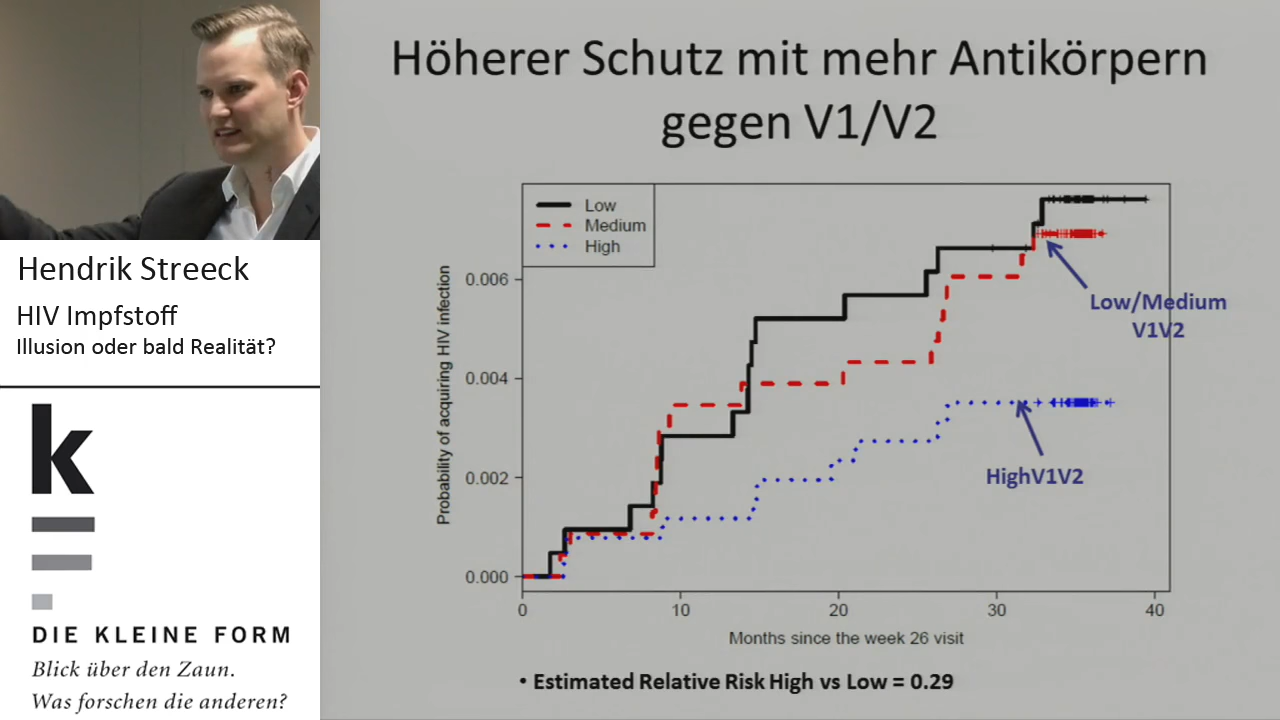 Hendrik Streeck
HIV Impfstoff
Illusion oder bald Realität?
k
DIE KLEINE FORM
Blick über den Zaun.
Was forschen die anderen?
Höherer Schutz mit mehr Antikörpern
gegen V1/V2
Low
Medium
High
Probability of acquiring HIV infection
0.006
0.004
0.002
0.000
Low/Medium
V1V2
HighV1V2
0 10 20 30 40
Months since the week 26 visit
• Estimated Relative Risk High vs Low = 0.29